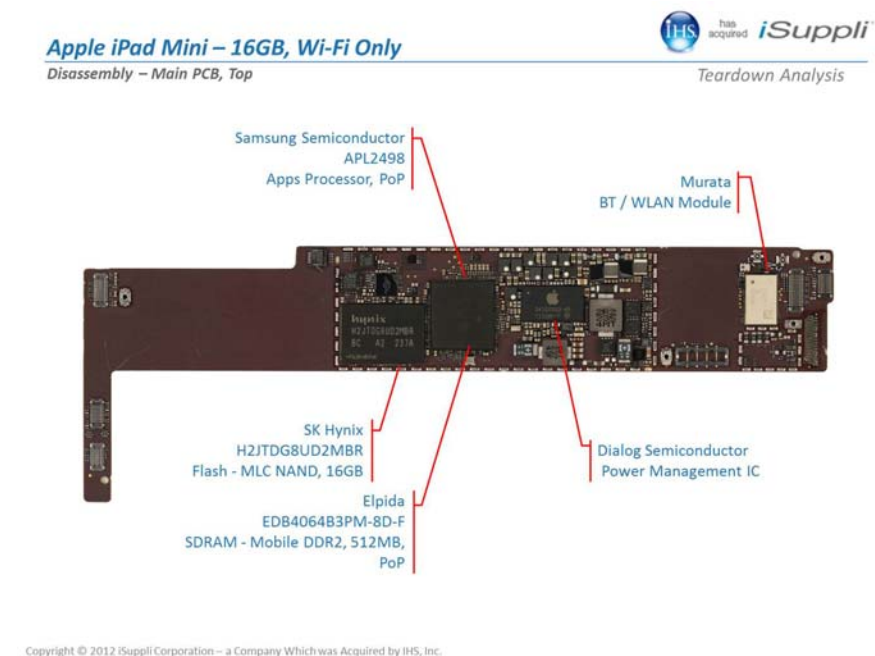 Apple iPad Mini – 16GB, Wi-Fi Only
IHS has acquired iSuppli
Disassembly – Main PCB, Top
Teardown Analysis
Samsung Semiconductor
APL2498
Apps Processor, PoP
Murata
BT / WLAN Module
hynix
H2JTDG8UD2MBR
SK Hynix
H2JTDG8UD2MBR
Flash - MLC NAND, 16GB
Dialog Semiconductor
Power Management IC
Elpida
EDB4064B3PM-8D-F
SDRAM - Mobile DDR2, 512MB,
PoP
Copyright © 2012 iSuppli Corporation – a Company Which was Acquired by IHS, Inc.